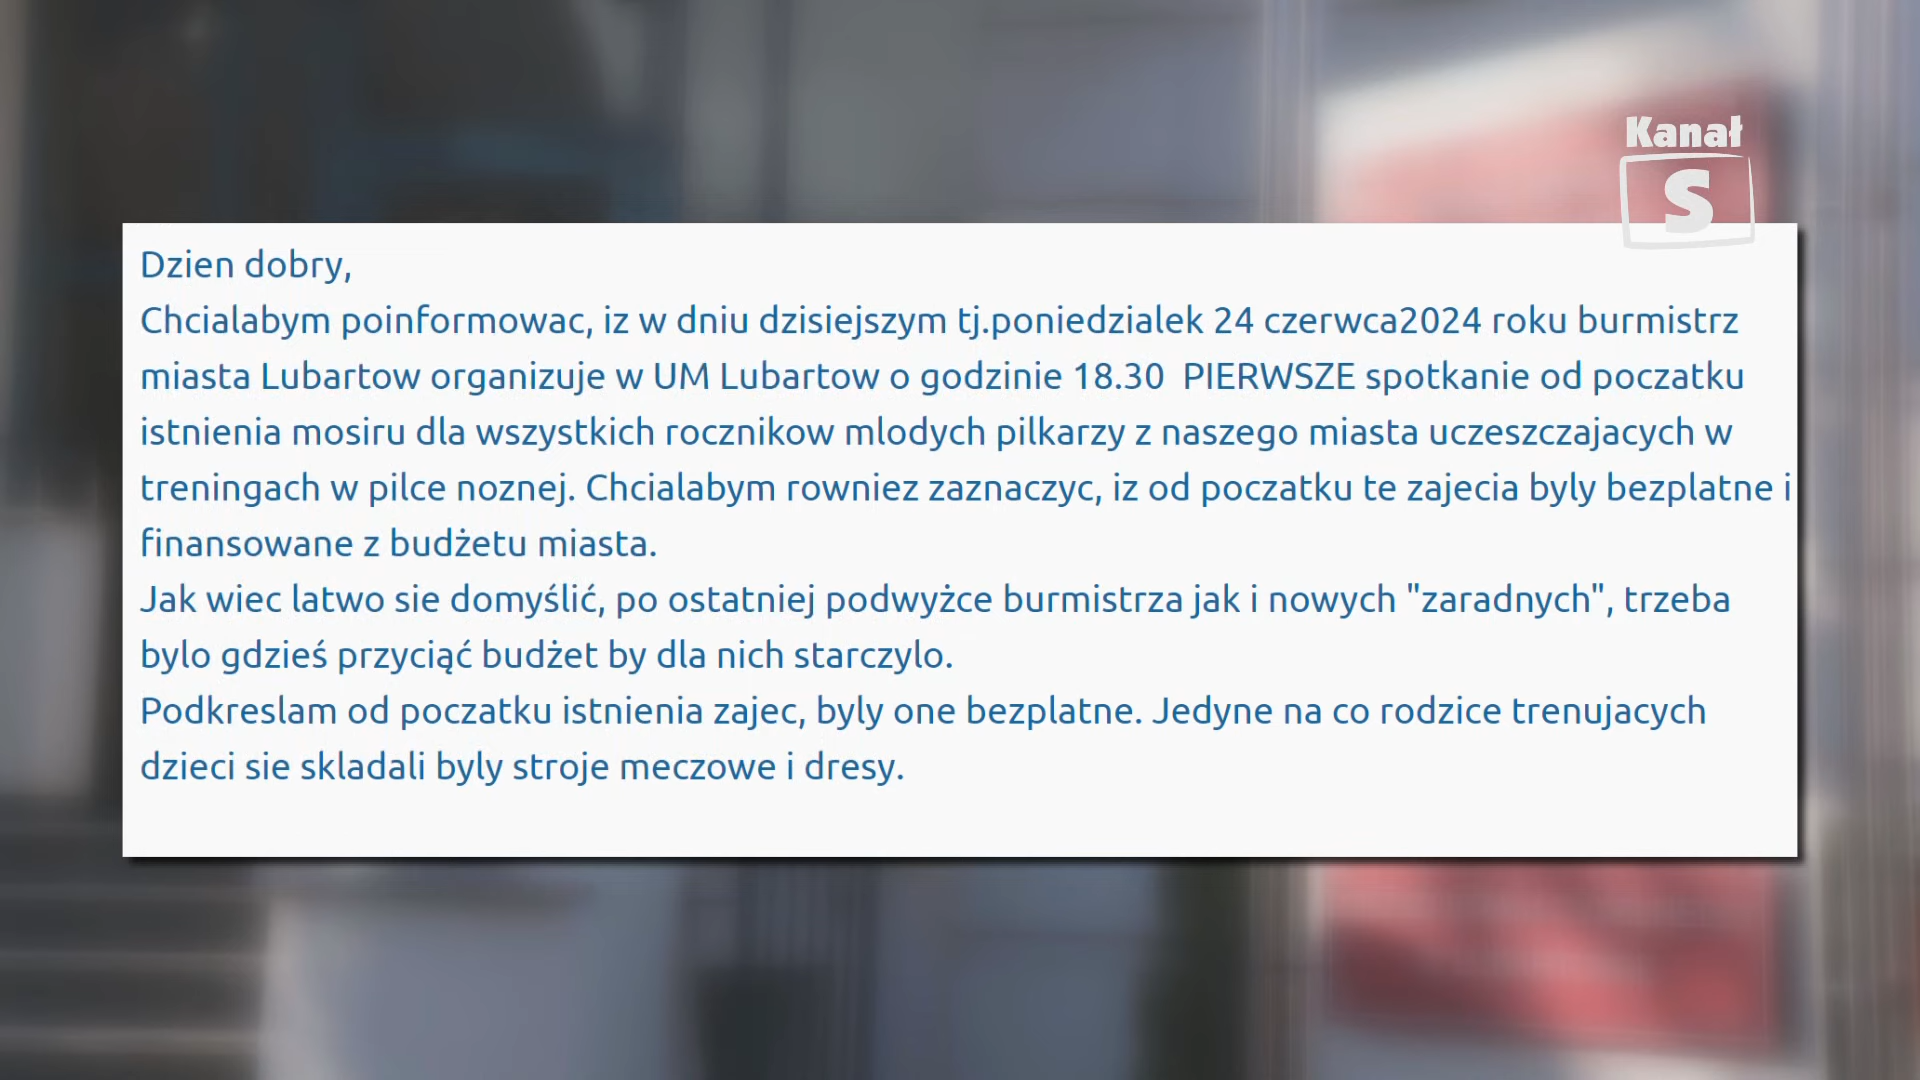 Kanał
S
Dzien dobry,
Chcialabym poinformowac, iz w dniu dzisiejszym tj.poniedzialek 24 czerwca2024 roku burmistrz
miasta Lubartow organizuje w UM Lubartow o godzinie 18.30  PIERWSZE spotkanie od poczatku
istnienia mosiru dla wszystkich rocznikow mlodych pilkarzy z naszego miasta uczeszczajacych w
treningach w pilce noznej. Chcialabym rowniez zaznaczyc, iz od poczatku te zajecia byly bezplatne i
finansowane z budżetu miasta.
Jak wiec latwo sie domyślić, po ostatniej podwyżce burmistrza jak i nowych "zaradnych", trzeba
bylo gdzieś przyciąć budżet by dla nich starczylo.
Podkreslam od poczatku istnienia zajec, byly one bezplatne. Jedyne na co rodzice trenujacych
dzieci sie skladali byly stroje meczowe i dresy.